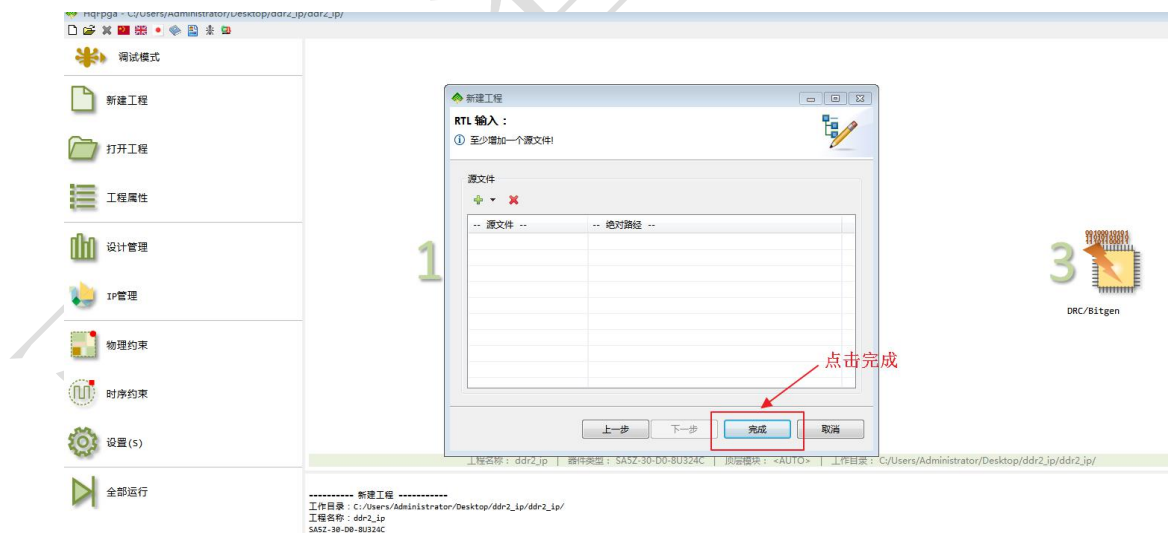 HqFpga - C:/Users/Administrator/Desktop/ddr2_ip/ddr2_ip/
调试模式
新建工程
打开工程
工程属性
设计管理
IP管理
物理约束
时序约束
设置(S)
全部运行
新建工程
RTL 输入：
至少增加一个源文件!
源文件
-- 源文件 -- -- 绝对路经 --
点击完成
上一步 下一步 完成 取消
1
3
DRC/Bitgen
工程名称： ddr2_ip | 器件类型： SA5Z-30-D0-8U324C | 顶层模块： <AUTO> | 工作目录： C:/Users/Administrator/Desktop/ddr2_ip/ddr2_ip/
---------- 新建工程 -----------
工作目录：C:/Users/Administrator/Desktop/ddr2_ip/ddr2_ip/
工程名称：ddr2_ip
SA5Z-30-D0-8U324C